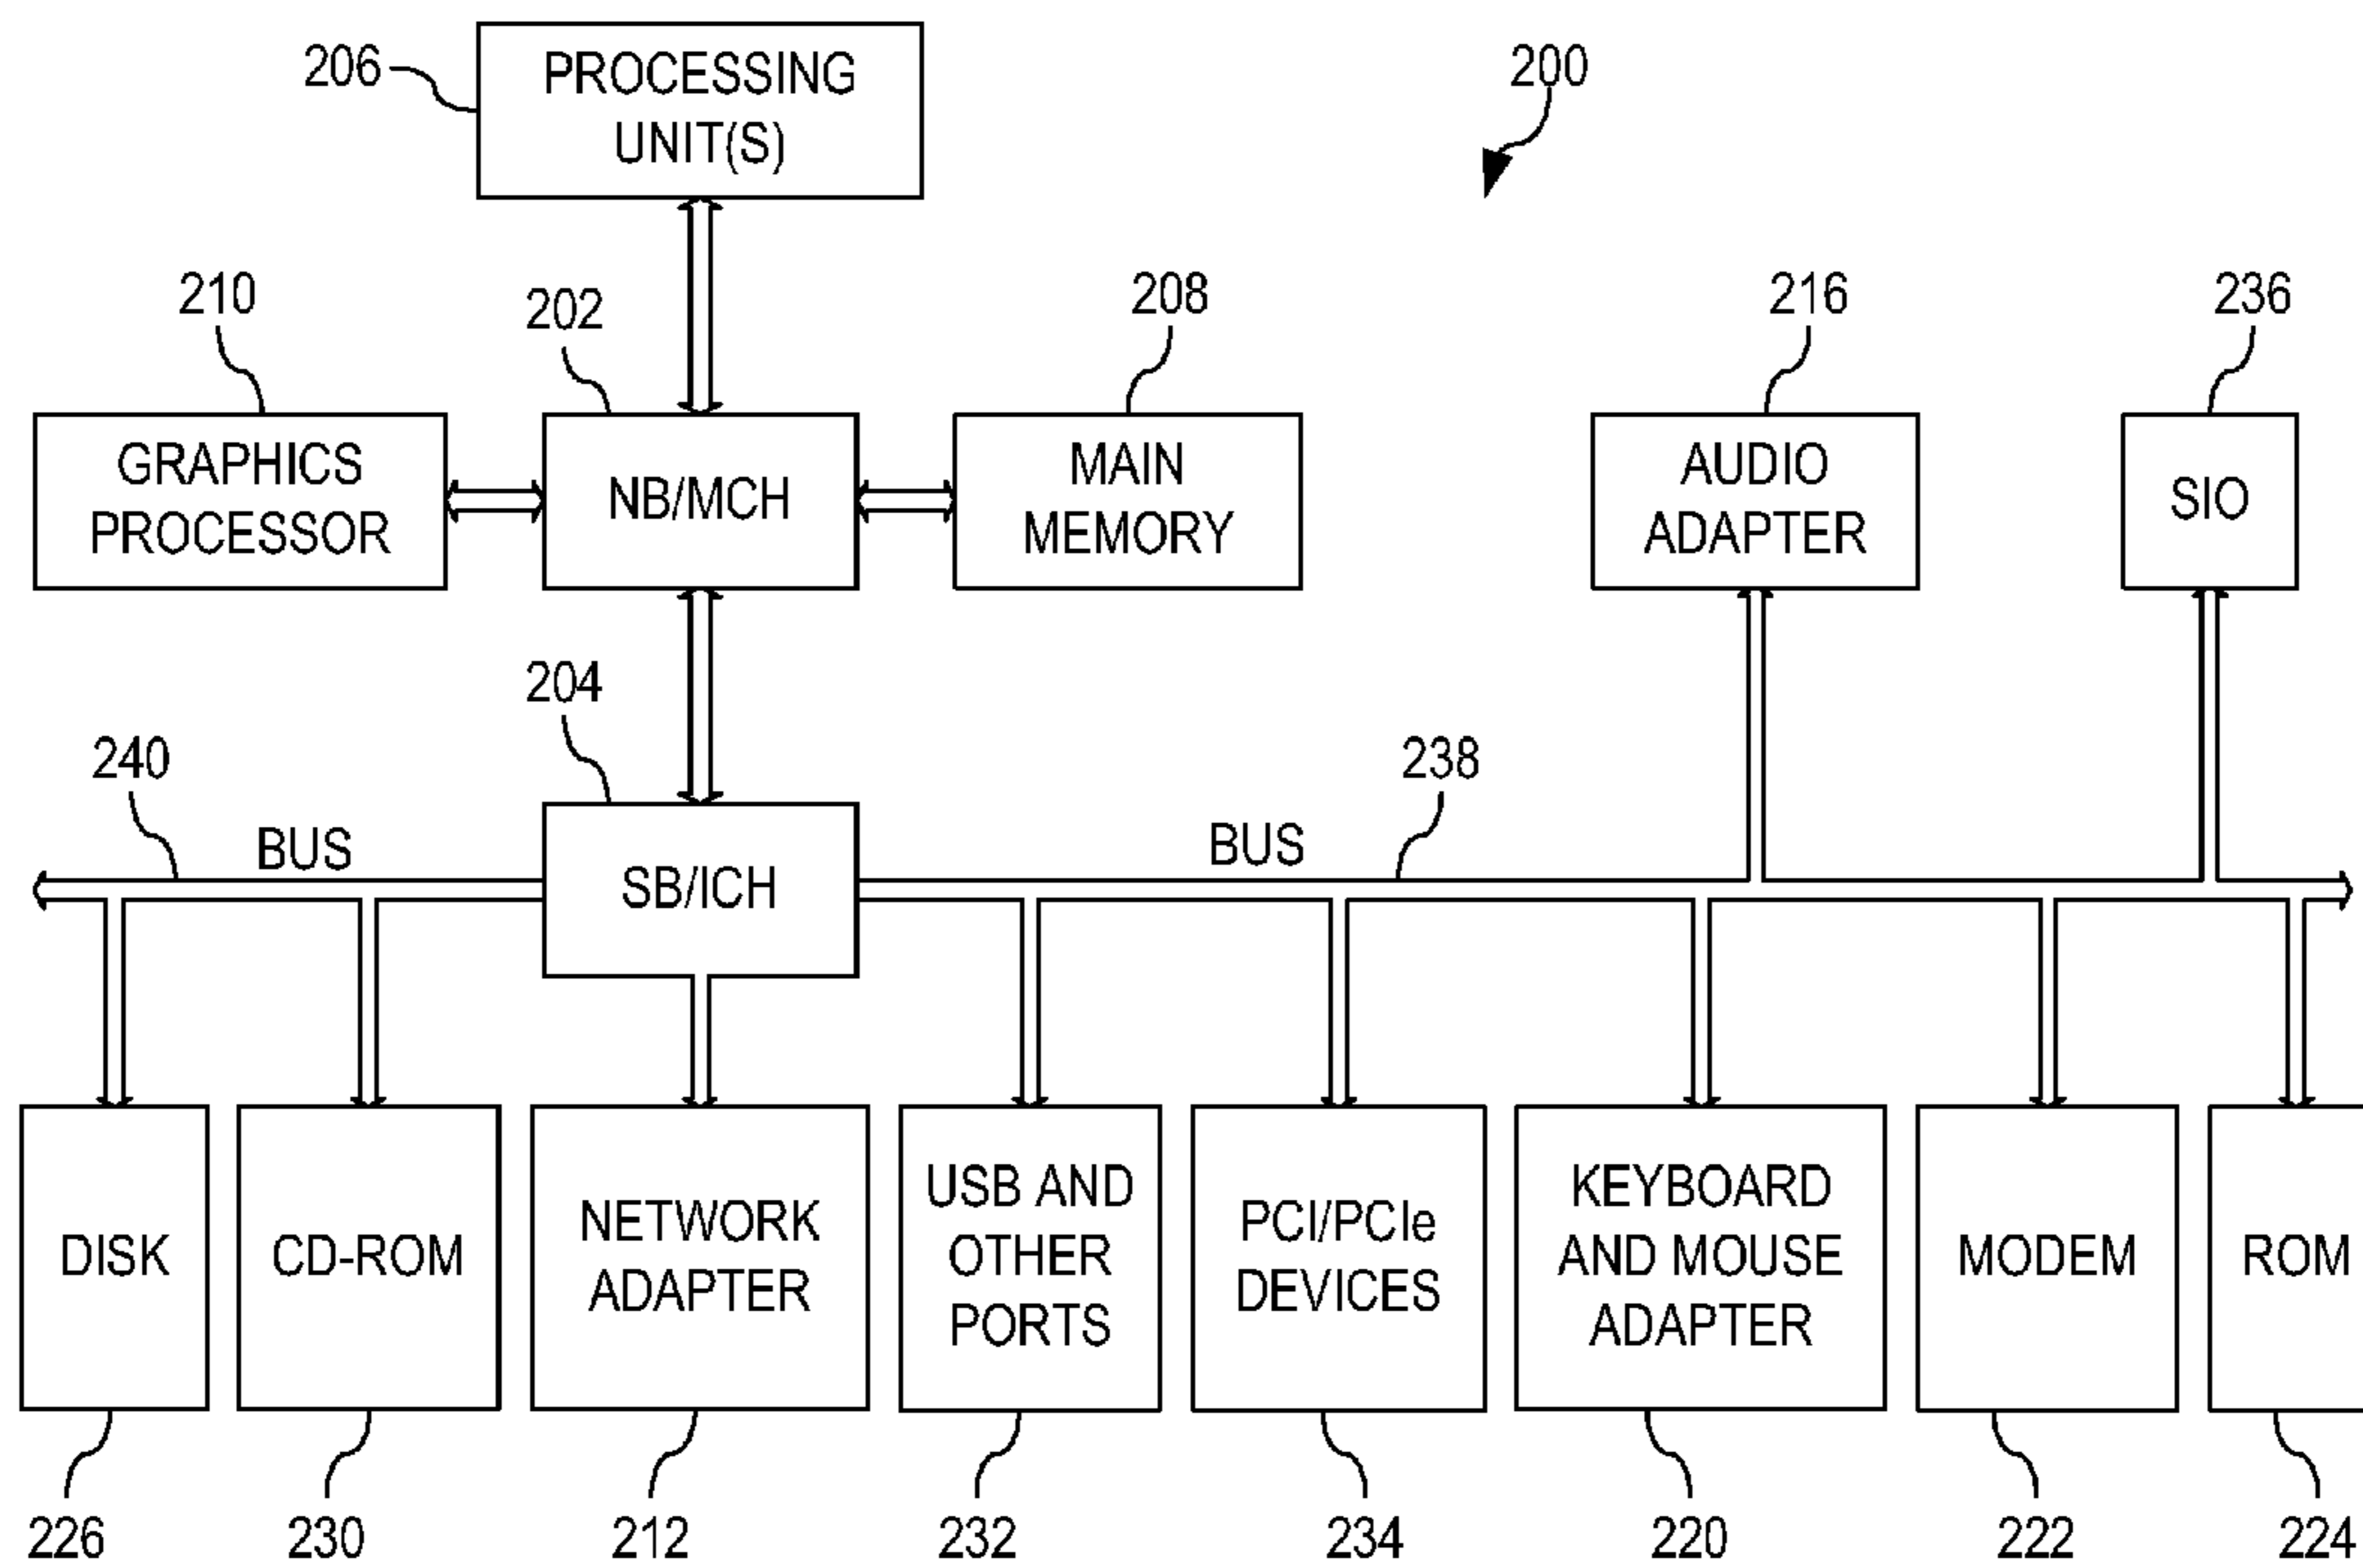 206
PROCESSING
UNIT(S)
200
210
202
208
216
236
GRAPHICS
PROCESSOR
NB/MCH
MAIN
MEMORY
AUDIO
ADAPTER
SIO
204
240
238
BUS
SB/ICH
BUS
DISK
CD-ROM
NETWORK
ADAPTER
USB AND
OTHER
PORTS
PCI/PCIe
DEVICES
KEYBOARD
AND MOUSE
ADAPTER
MODEM
ROM
226
230
212
232
234
220
222
224